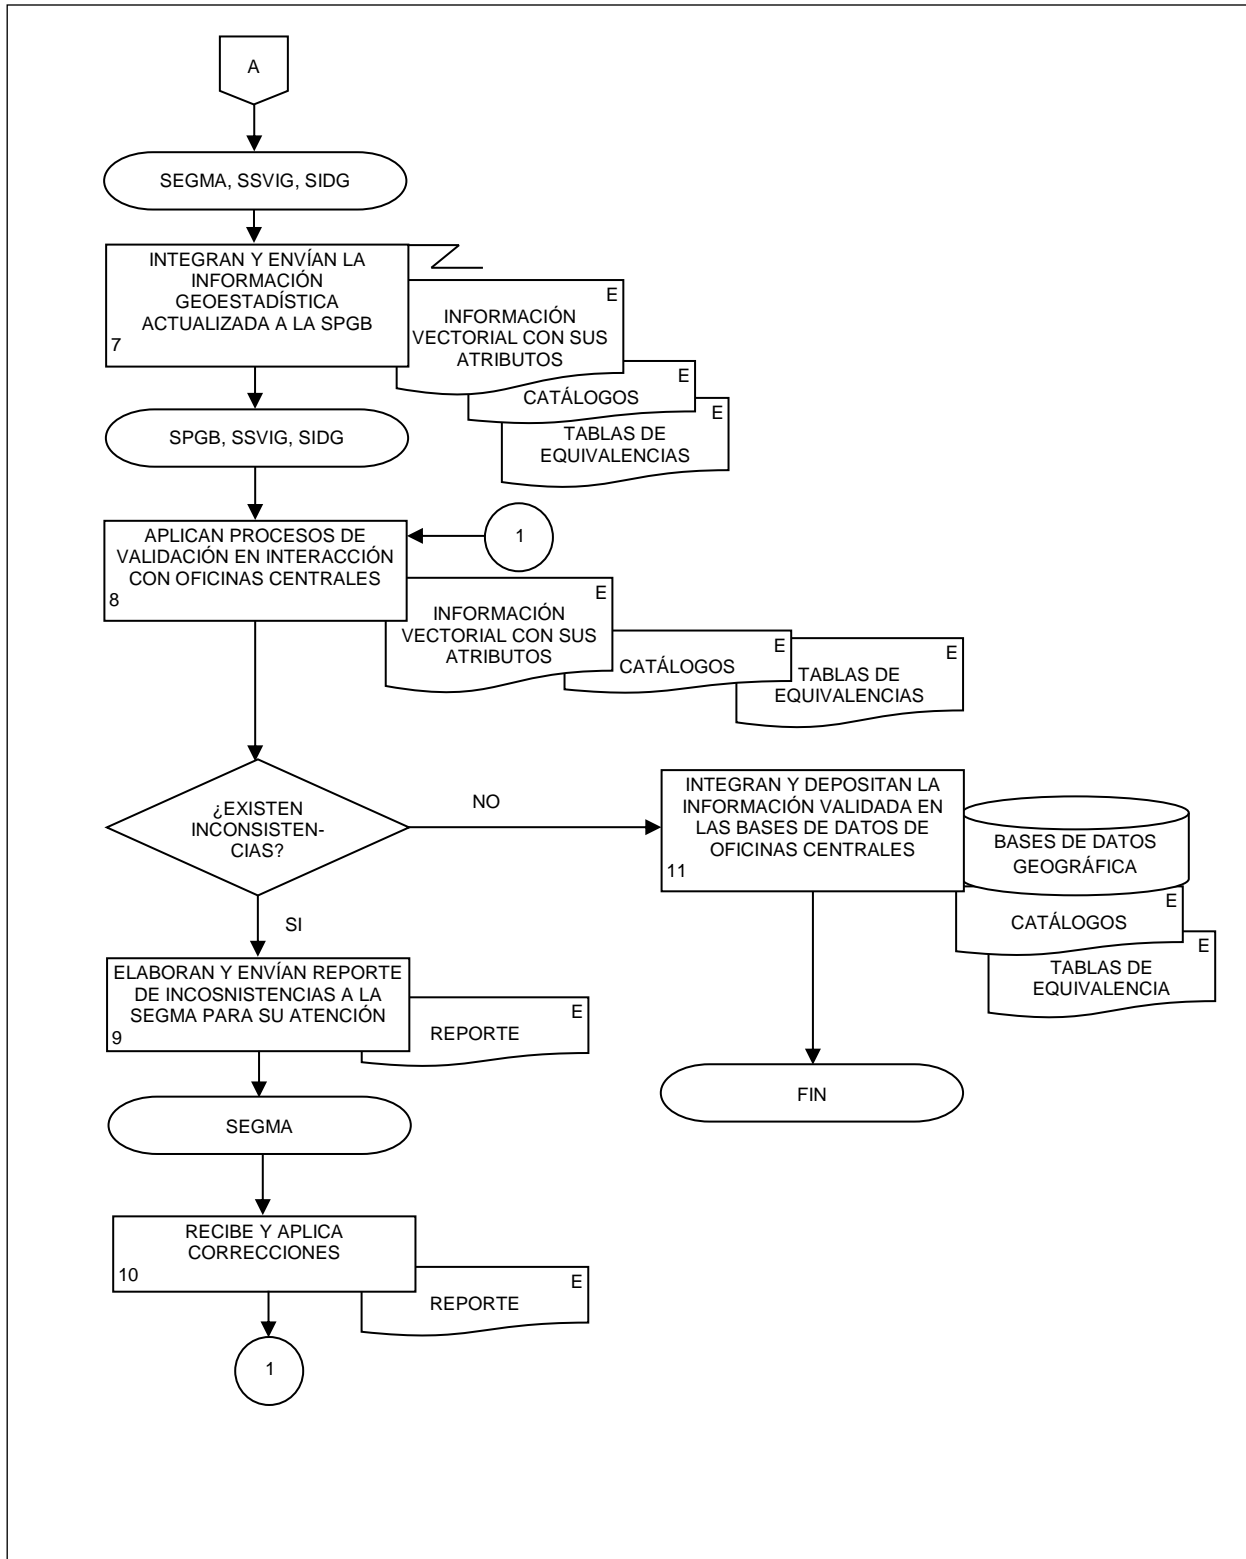 A
SEGMA, SSVIG, SIDG
INTEGRAN Y ENVÍAN LA
INFORMACIÓN
GEOESTADÍSTICA
ACTUALIZADA A LA SPGB
7
E
INFORMACIÓN
VECTORIAL CON SUS
ATRIBUTOS
E
CATÁLOGOS
E
TABLAS DE
EQUIVALENCIAS
SPGB, SSVIG, SIDG
APLICAN PROCESOS DE
VALIDACIÓN EN INTERACCIÓN
CON OFICINAS CENTRALES
8
1
E
INFORMACIÓN
VECTORIAL CON SUS
ATRIBUTOS
E
CATÁLOGOS
E
TABLAS DE
EQUIVALENCIAS
¿EXISTEN
INCONSISTEN-
CIAS?
NO
INTEGRAN Y DEPOSITAN LA
INFORMACIÓN VALIDADA EN
LAS BASES DE DATOS DE
OFICINAS CENTRALES
11
BASES DE DATOS
GEOGRÁFICA
E
CATÁLOGOS
E
TABLAS DE
EQUIVALENCIA
FIN
SI
ELABORAN Y ENVÍAN REPORTE
DE INCOSNISTENCIAS A LA
SEGMA PARA SU ATENCIÓN
9
E
REPORTE
SEGMA
RECIBE Y APLICA
CORRECCIONES
10
E
REPORTE
1